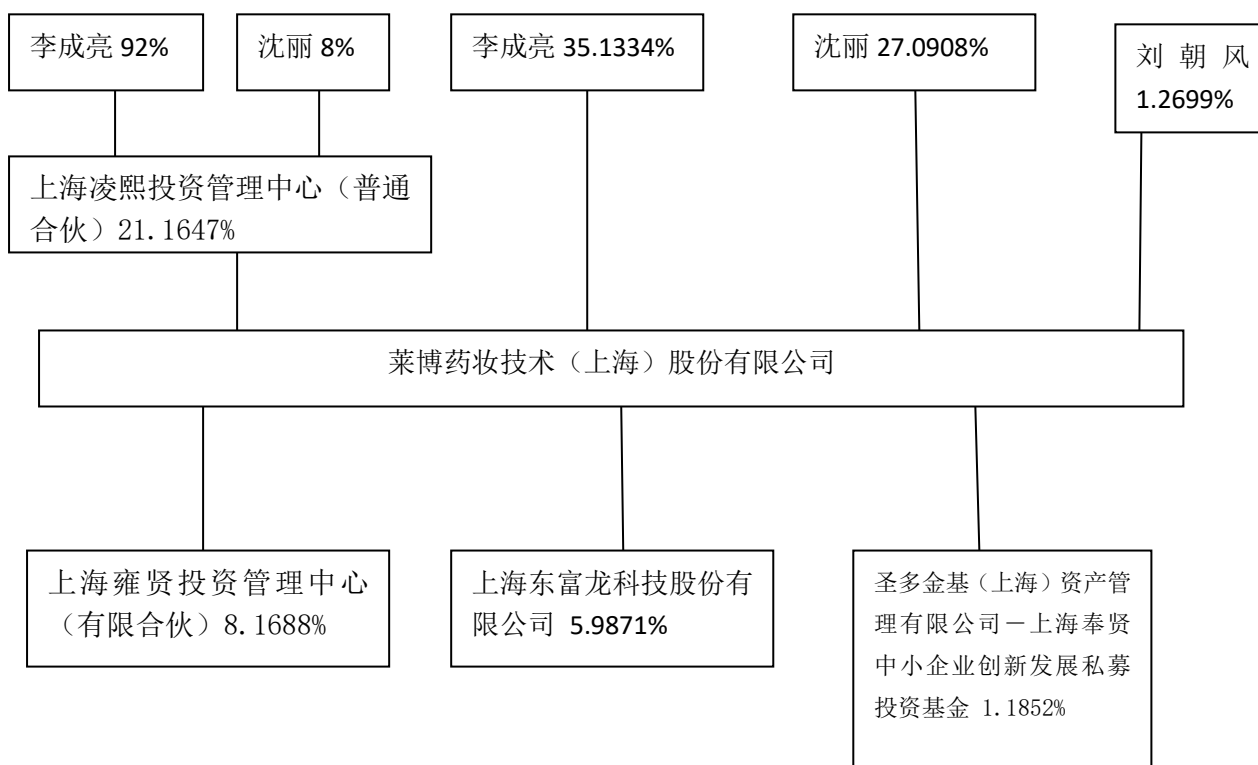 李成亮 92%
沈丽 8%
李成亮 35.1334%
沈丽 27.0908%
刘朝风
1.2699%
上海凌熙投资管理中心（普通
合伙）21.1647%
莱博药妆技术（上海）股份有限公司
上海雍贤投资管理中心
（有限合伙）8.1688%
上海东富龙科技股份有
限公司 5.9871%
圣多金基（上海）资产管
理有限公司－上海奉贤
中小企业创新发展私募
投资基金 1.1852%